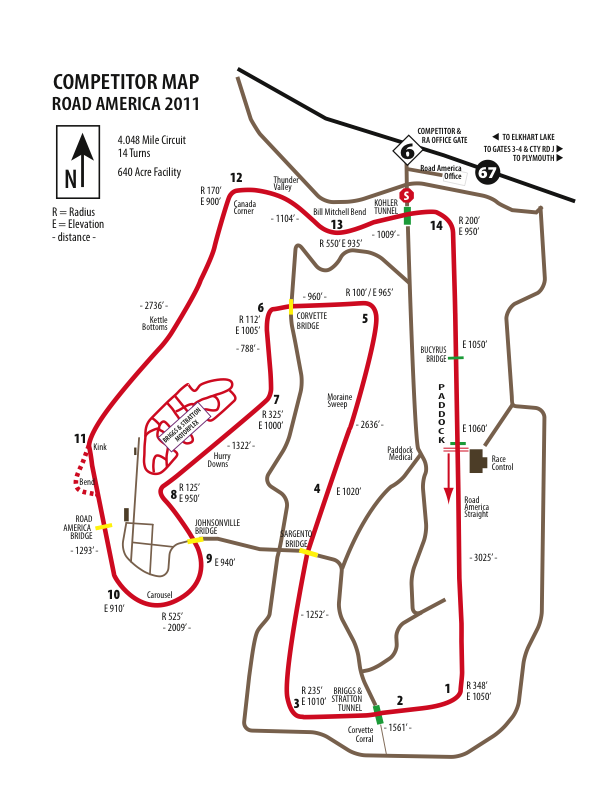 COMPETITOR MAP
ROAD AMERICA 2011
N
4.048 Mile Circuit
14 Turns
640 Acre Facility
R = Radius
E = Elevation
- distance -
COMPETITOR &
RA OFFICE GATE
6
TO ELKHART LAKE
TO GATES 3-4 & CTY RD J
TO PLYMOUTH
67
Road America
Office
S
KOHLER
TUNNEL
12
R 170'
E 900'
Canada
Corner
Thunder
Valley
- 1104' -
Bill Mitchell Bend
13
R 550' E 935'
- 1009' -
14
R 200'
E 950'
- 2736' -
Kettle
Bottoms
- 960' -
R 100' / E 965'
5
6
R 112'
E 1005'
- 788' -
CORVETTE
BRIDGE
BUCYRUS
BRIDGE
E 1050'
PADDOCK
E 1060'
Race
Control
Road
America
Straight
- 3025' -
Moraine
Sweep
- 2636' -
Paddock
Medical
7
R 325'
E 1000'
- 1322' -
Hurry
Downs
BRIGGS & STRATTON
MOTORPLEX
11
Kink
Bend
8
R 125'
E 950'
4
E 1020'
ROAD
AMERICA
BRIDGE
- 1293' -
JOHNSONVILLE
BRIDGE
SARGENTO
BRIDGE
9
E 940'
10
E 910'
Carousel
R 525'
- 2009' -
- 1252' -
R 235'
E 1010'
3
BRIGGS &
STRATTON
TUNNEL
2
1
R 348'
E 1050'
- 1561' -
Corvette
Corral